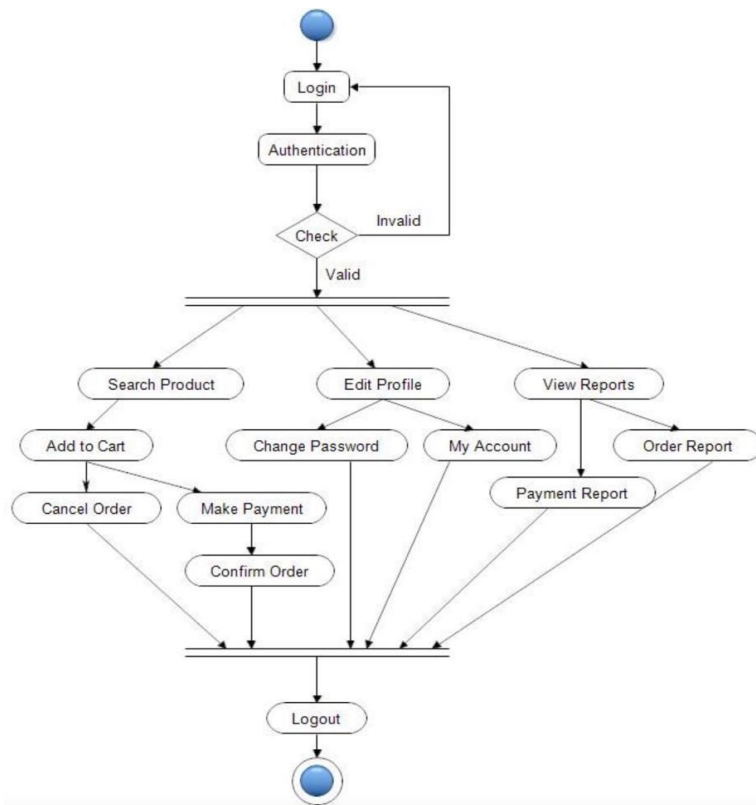 Login
Authentication
Invalid
Check
Valid
Search Product
Edit Profile
View Reports
Add to Cart
Change Password
My Account
Order Report
Cancel Order
Make Payment
Payment Report
Confirm Order
Logout